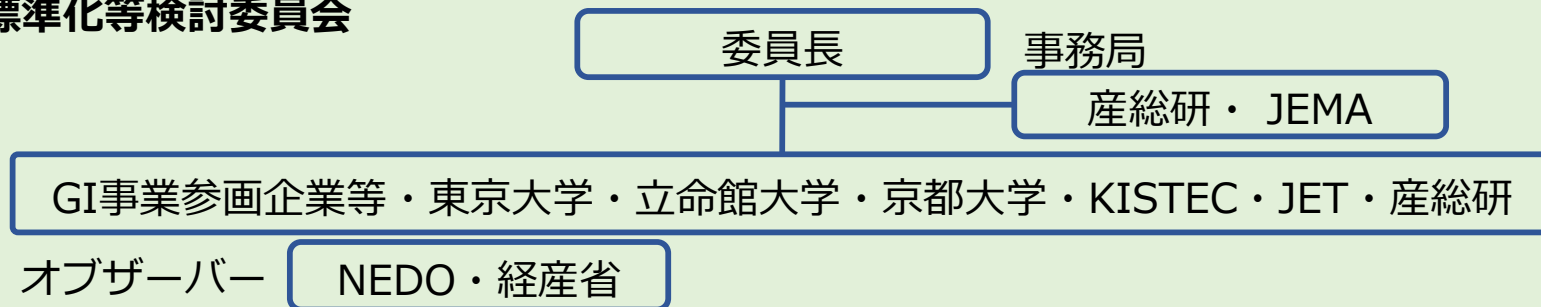 標準化等検討委員会
委員長
事務局
産総研・ JEMA
GI事業参画企業等・東京大学・立命館大学・京都大学・KISTEC・JET・産総研
オブザーバー
NEDO・経産省